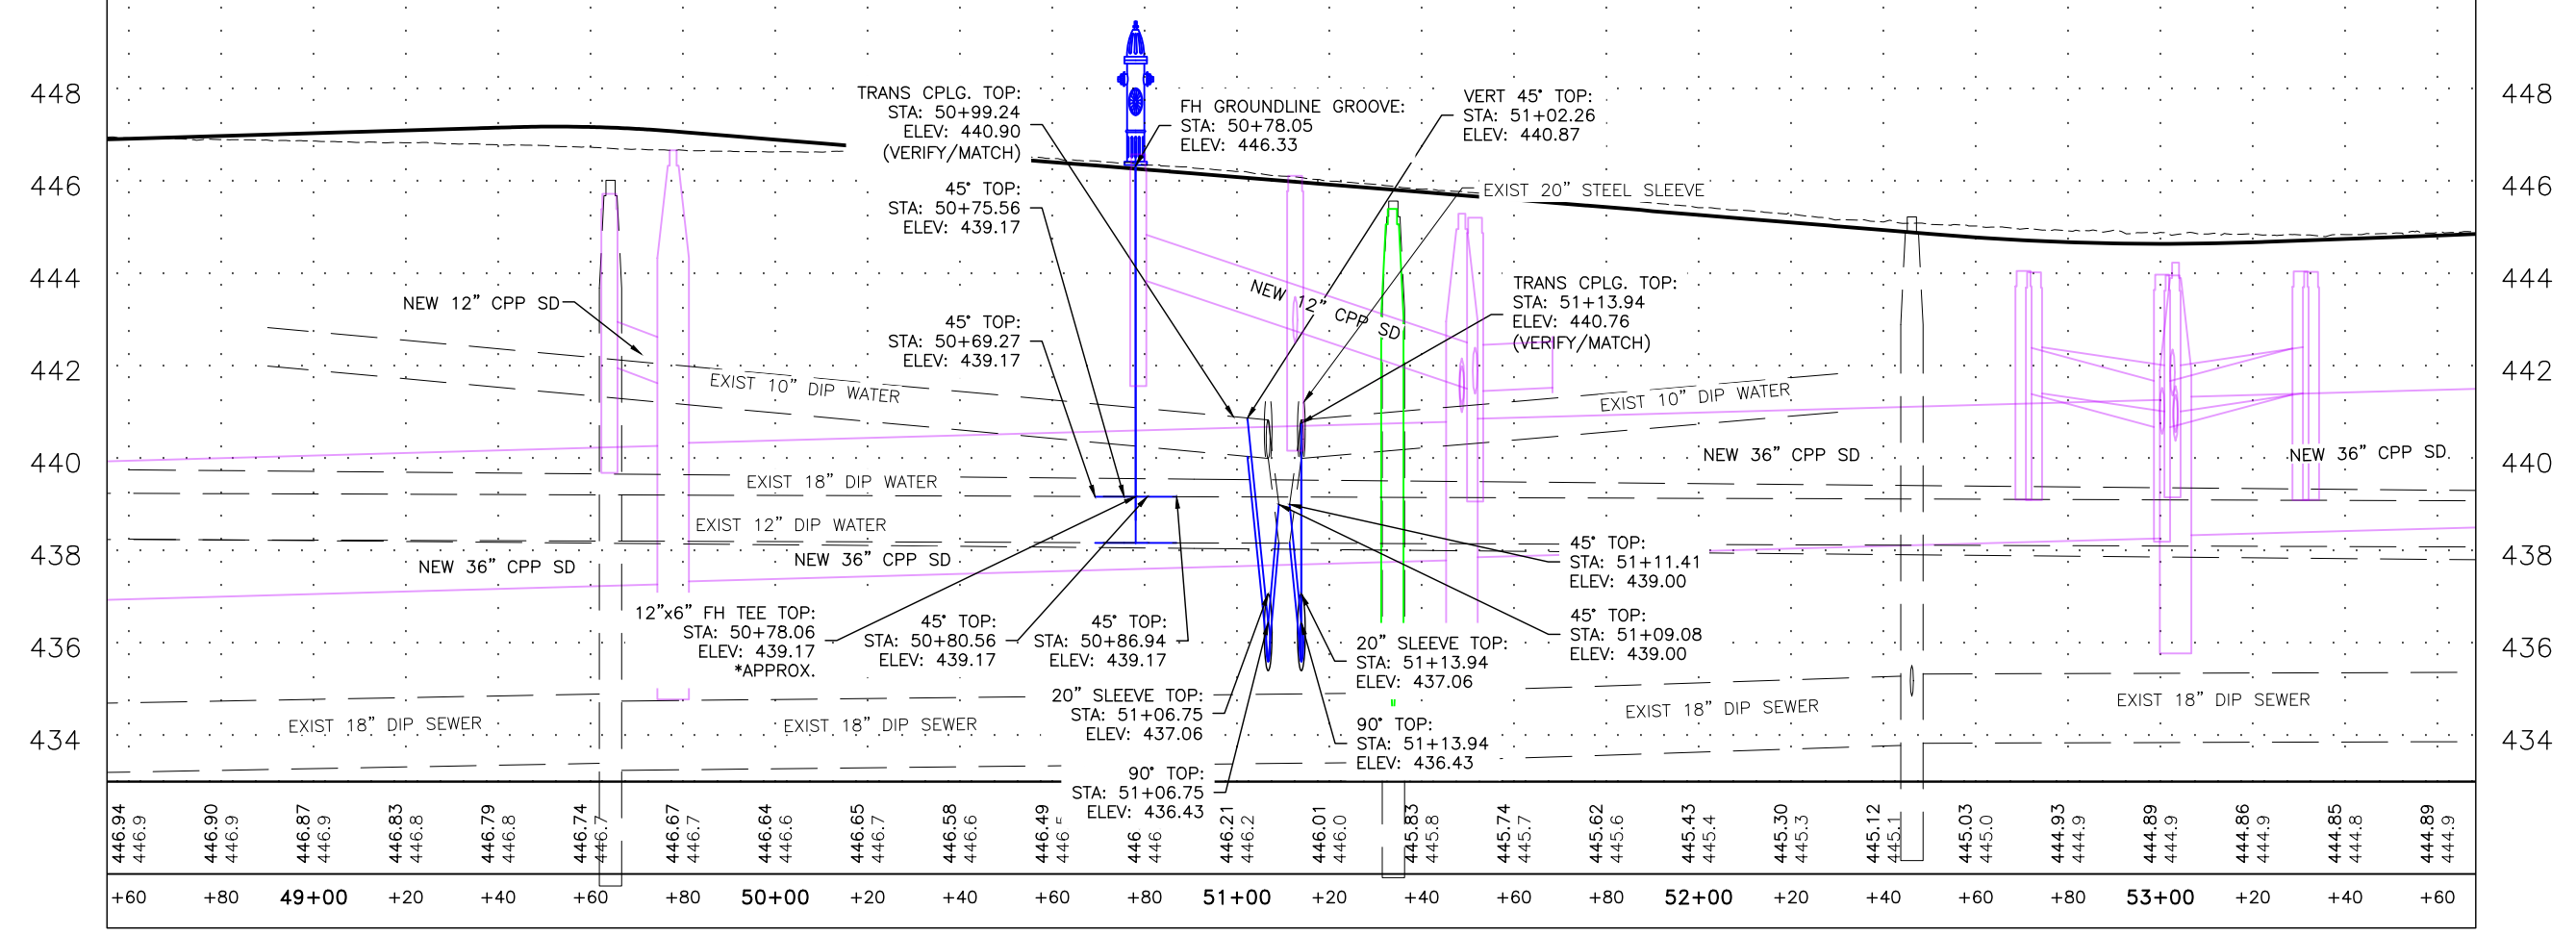 448
446
444
442
440
438
436
434
TRANS CPLG. TOP:
STA: 50+99.24
ELEV: 440.90
(VERIFY/MATCH)
FH GROUNDLINE GROOVE:
STA: 50+78.05
ELEV: 446.33
VERT 45° TOP:
STA: 51+02.26
ELEV: 440.87
45° TOP:
STA: 50+75.56
ELEV: 439.17
EXIST 20" STEEL SLEEVE
NEW 12" CPP SD
NEW 12" CPP SD
TRANS CPLG. TOP:
STA: 51+13.94
ELEV: 440.76
(VERIFY/MATCH)
45° TOP:
STA: 50+69.27
ELEV: 439.17
EXIST 10" DIP WATER
EXIST 10" DIP WATER
NEW 36" CPP SD
NEW 36" CPP SD
EXIST 18" DIP WATER
EXIST 12" DIP WATER
NEW 36" CPP SD
NEW 36" CPP SD
45° TOP:
STA: 51+11.41
ELEV: 439.00
12"x6" FH TEE TOP:
STA: 50+78.06
ELEV: 439.17
*APPROX.
45° TOP:
STA: 50+80.56
ELEV: 439.17
45° TOP:
STA: 50+86.94
ELEV: 439.17
45° TOP:
STA: 51+09.08
ELEV: 439.00
20" SLEEVE TOP:
STA: 51+13.94
ELEV: 437.06
20" SLEEVE TOP:
STA: 51+06.75
ELEV: 437.06
90° TOP:
STA: 51+13.94
ELEV: 436.43
90° TOP:
STA: 51+06.75
ELEV: 436.43
EXIST 18" DIP SEWER
EXIST 18" DIP SEWER
EXIST 18" DIP SEWER
EXIST 18" DIP SEWER
448
446
444
442
440
438
436
434
446.94
446.9
446.90
446.9
446.87
446.9
446.83
446.8
446.79
446.8
446.74
446.7
446.67
446.7
446.64
446.6
446.65
446.7
446.58
446.6
446.49
446
446
446
446.21
446.2
446.01
446.0
445.83
445.8
445.74
445.7
445.62
445.6
445.43
445.4
445.30
445.3
445.12
445.1
445.03
445.0
444.93
444.9
444.89
444.9
444.86
444.9
444.85
444.8
444.89
444.9
+60 +80 49+00 +20 +40 +60 +80 50+00 +20 +40 +60 +80 51+00 +20 +40 +60 +80 52+00 +20 +40 +60 +80 53+00 +20 +40 +60